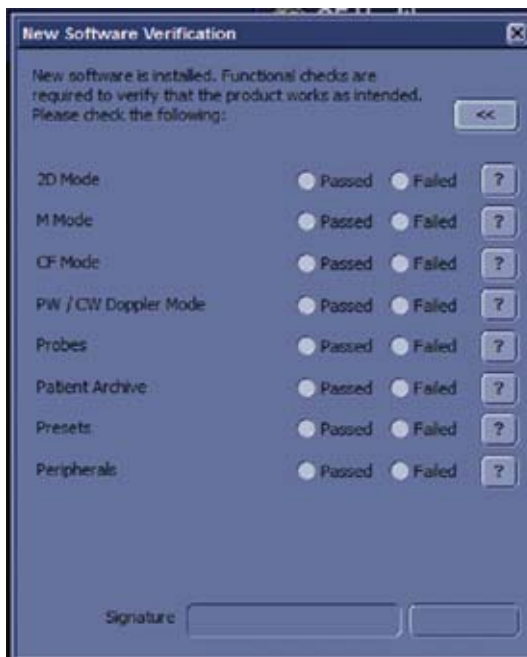 New Software Verification
New software is installed. Functional checks are
required to verify that the product works as intended.
Please check the following:
<<
2D Mode Passed Failed ?
M Mode Passed Failed ?
CF Mode Passed Failed ?
PW / CW Doppler Mode Passed Failed ?
Probes Passed Failed ?
Patient Archive Passed Failed ?
Presets Passed Failed ?
Peripherals Passed Failed ?
Signature